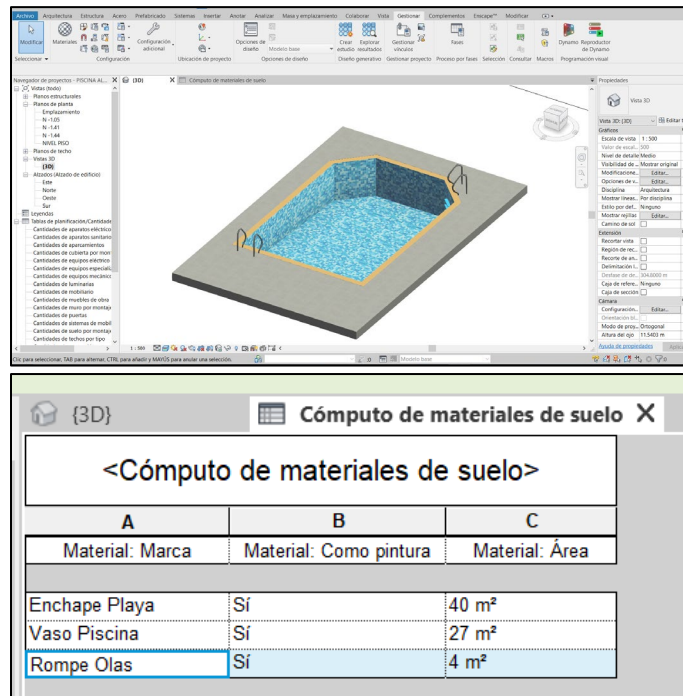 Archivo Arquitectura Estructura Acero Prefabricado Sistemas Insertar Anotar Analizar Masa y emplazamiento Colaborar Vista Gestionar Complementos Enscape™ Modificar
Modificar Materiales Configuración adicional Opciones de diseño Modelo base Crear estudio Explorar resultados Gestionar vínculos Fases Dynamo Reproductor de Dynamo
Seleccionar Configuración Ubicación de proyecto Opciones de diseño Diseño generativo Gestionar proyecto Proceso por fases Selección Consultar Macros Programación visual
Navegador de proyectos - PISCINA AL... X {3D} X Cómputo de materiales de suelo
Propiedades
Vistas (todo)
Planos estructurales
Planos de planta
Emplazamiento
N -1.05
N -1.41
N -1.44
NIVEL PISO
Planos de techo
Vistas 3D
{3D}
Alzados (Alzado de edificio)
Este
Norte
Oeste
Sur
Leyendas
Tablas de planificación/Cantidade
Cantidades de aparatos eléctrico
Cantidades de aparatos sanitario
Cantidades de aparcamientos
Cantidades de cubierta por mon
Cantidades de equipos eléctrico
Cantidades de equipos especiali
Cantidades de equipos mecánico
Cantidades de luminarias
Cantidades de mobiliario
Cantidades de muebles de obra
Cantidades de muro por montaj
Cantidades de puertas
Cantidades de sistemas de mobil
Cantidades de suelo por montaje
Cantidades de techos por tipo
Vista 3D
Vista 3D: {3D} Editar t
Gráficos
Escala de vista 1 : 500
Valor de escal... 500
Nivel de detalle Medio
Visibilidad de ... Mostrar original
Modificacione... Editar...
Opciones de v... Editar...
Disciplina Arquitectura
Mostrar líneas... Por disciplina
Estilo por def... Ninguno
Mostrar rejillas Editar...
Camino de sol
Extensión
Recortar vista
Región de rec...
Recorte de an...
Delimitación l...
Desfase de de... 304.8000 m
Caja de refere... Ninguno
Caja de sección
Cámara
Configuración... Editar...
Orientación bl...
Modo de proy... Ortogonal
Altura del ojo 11.5403 m
Ayuda de propiedades
1 : 500
Clic para seleccionar, TAB para alternar, CTRL para añadir y MAYÚS para anular una selección. :0 Modelo base
{3D} Cómputo de materiales de suelo X
<Cómputo de materiales de suelo>
A B C
Material: Marca Material: Como pintura Material: Área
Enchape Playa Sí 40 m²
Vaso Piscina Sí 27 m²
Rompe Olas Sí 4 m²